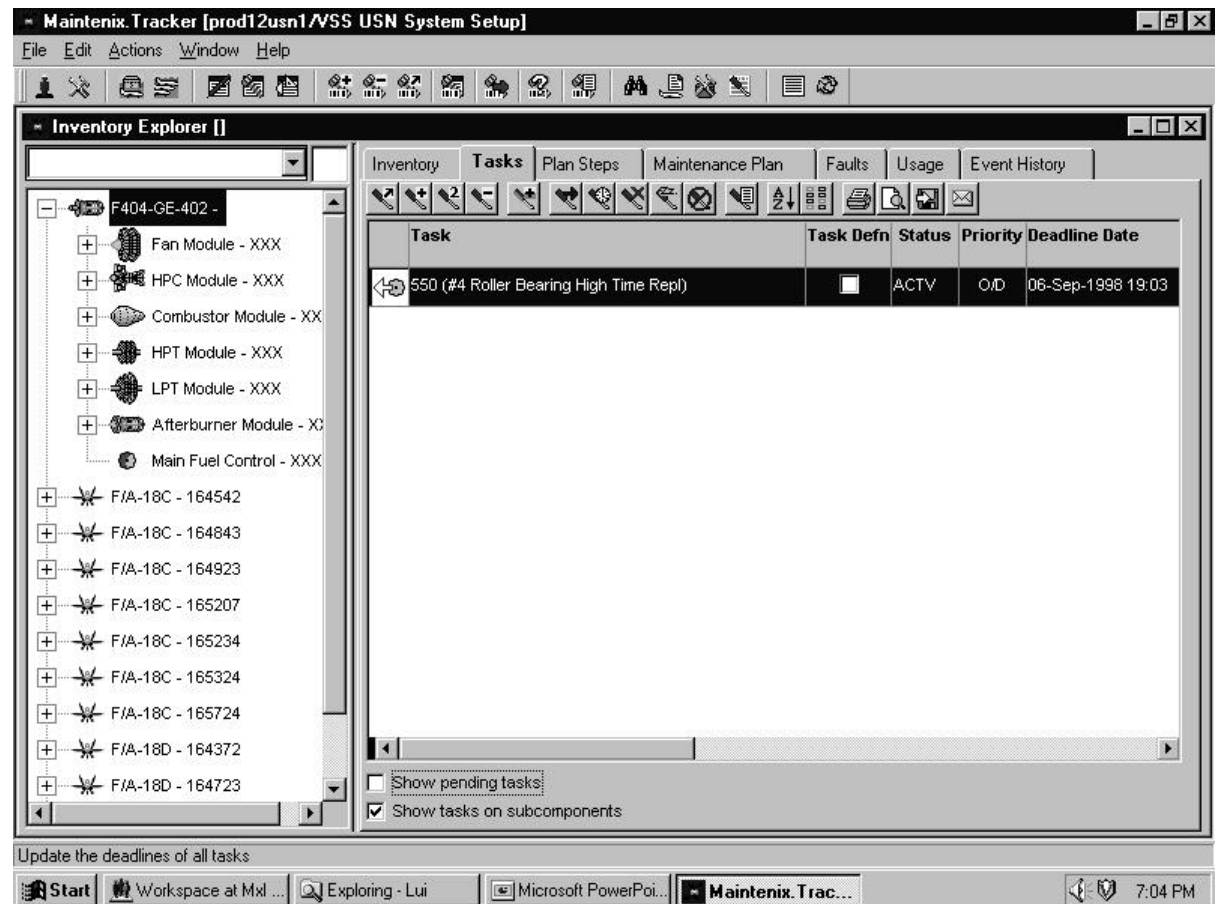 Maintenix.Tracker [prod12usn1/VSS USN System Setup]
File Edit Actions Window Help
Inventory Explorer []
Inventory Tasks Plan Steps Maintenance Plan Faults Usage Event History
F404-GE-402 -
Fan Module - XXX
HPC Module - XXX
Combustor Module - XX
HPT Module - XXX
LPT Module - XXX
Afterburner Module - XX
Main Fuel Control - XXX
F/A-18C - 164542
F/A-18C - 164843
F/A-18C - 164923
F/A-18C - 165207
F/A-18C - 165234
F/A-18C - 165324
F/A-18C - 165724
F/A-18D - 164372
F/A-18D - 164723
Task Task Defn Status Priority Deadline Date
550 (#4 Roller Bearing High Time Repl) ACTV O/D 06-Sep-1998 19:03
Show pending tasks
Show tasks on subcomponents
Update the deadlines of all tasks
Start Workspace at Mxl ... Exploring - Lui Microsoft PowerPoi... Maintenix.Trac... 7:04 PM